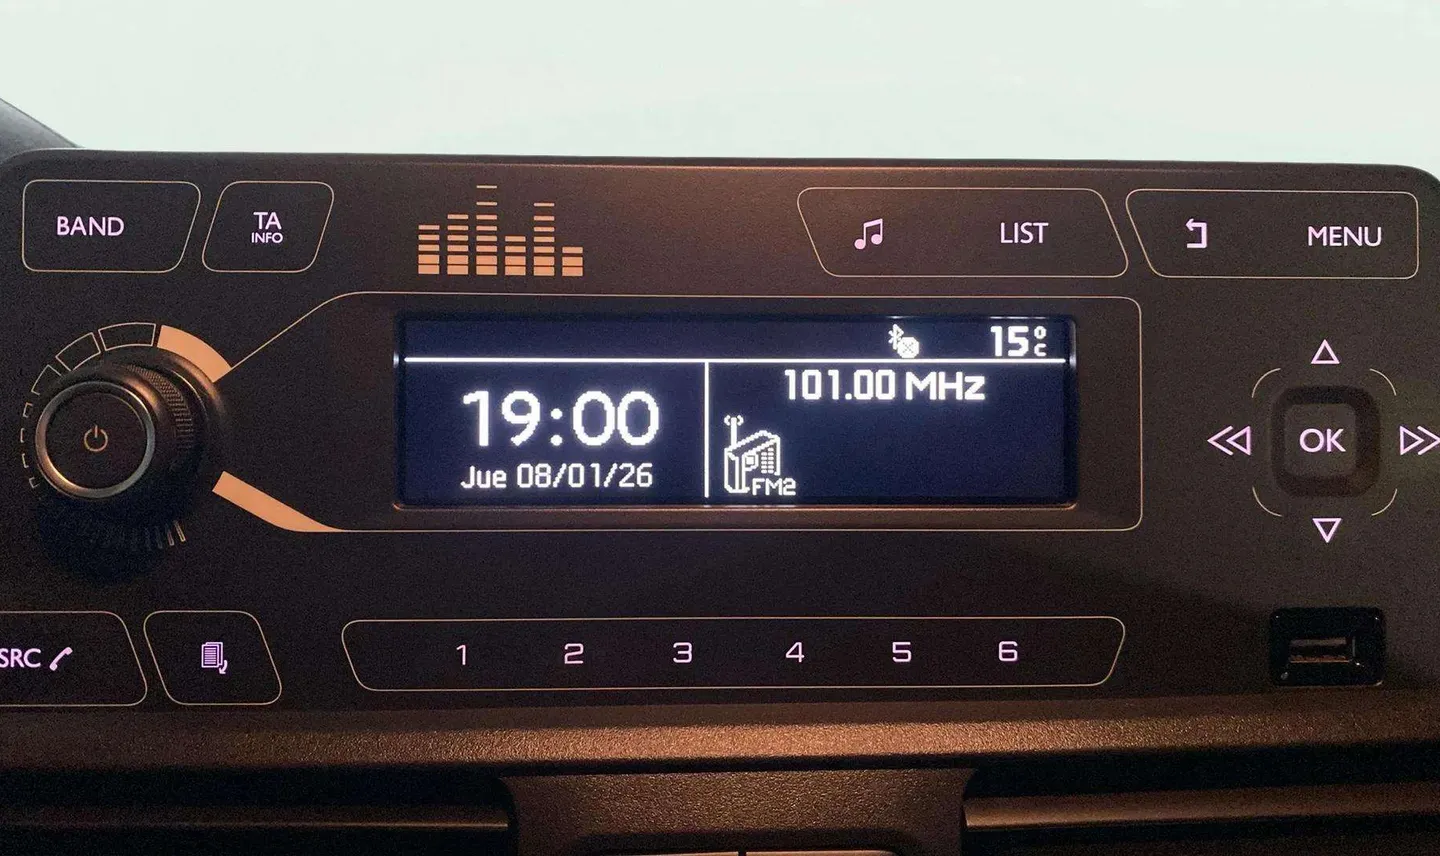 BAND
TA
INFO
LIST
MENU
15°C
101.00 MHz
19:00
Jue 08/01/26
FM2
OK
SRC
1 2 3 4 5 6